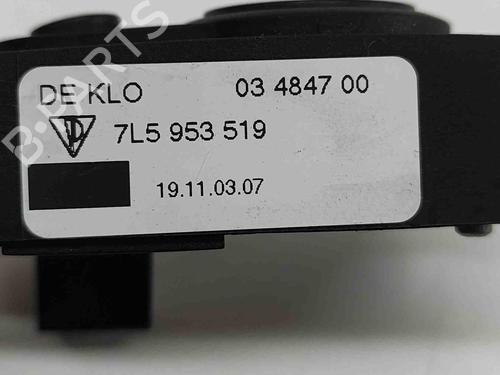 DE KLO 03 4847 00
7L5 953 519
19.11.03.07
B-PARTS